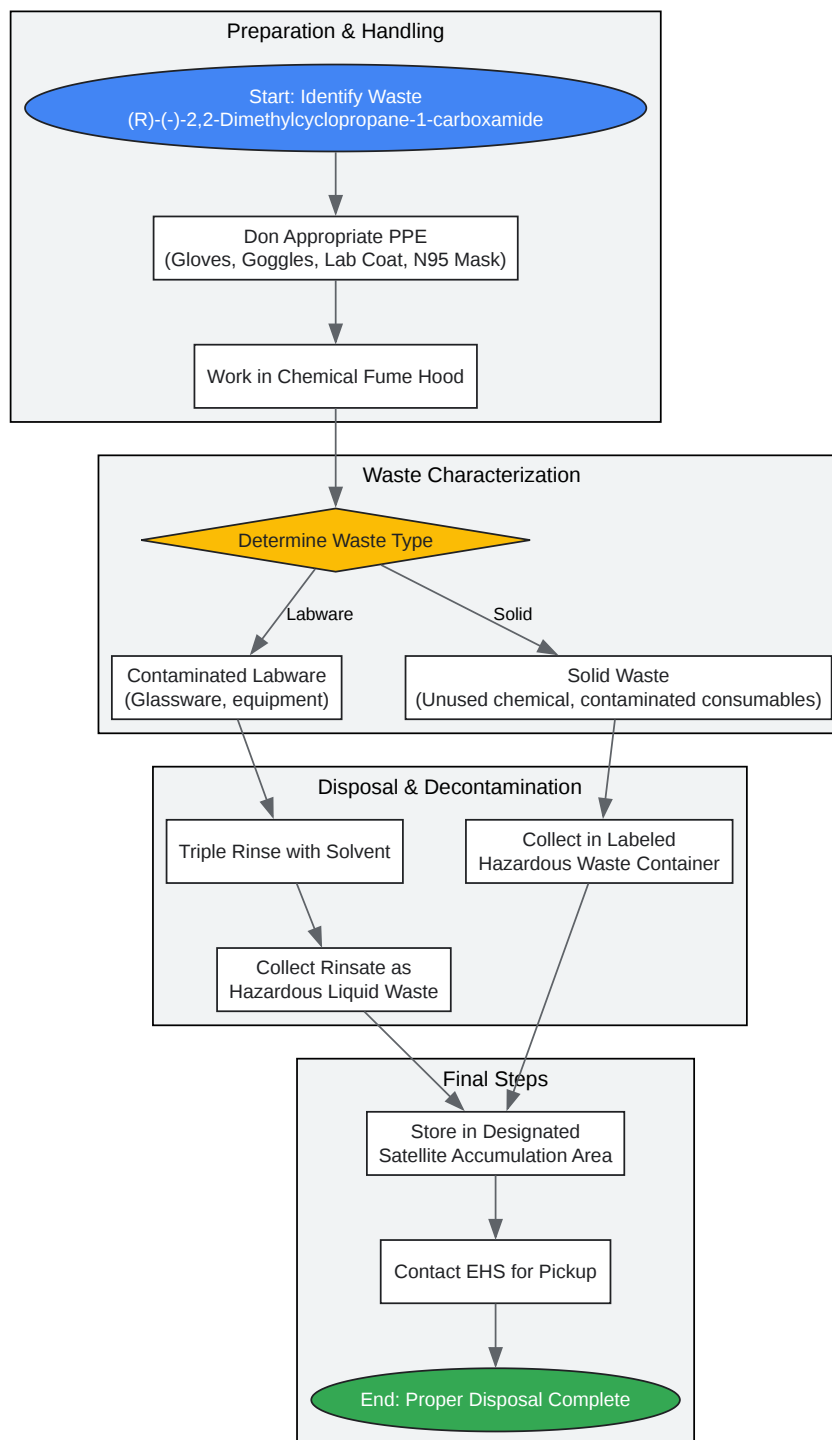 Preparation & Handling
Start: Identify Waste
(R)-(-)-2,2-Dimethylcyclopropane-1-carboxamide
Don Appropriate PPE
(Gloves, Goggles, Lab Coat, N95 Mask)
Work in Chemical Fume Hood
Waste Characterization
Determine Waste Type
Labware
Solid
Contaminated Labware
(Glassware, equipment)
Solid Waste
(Unused chemical, contaminated consumables)
Disposal & Decontamination
Triple Rinse with Solvent
Collect in Labeled
Hazardous Waste Container
Collect Rinsate as
Hazardous Liquid Waste
Final Steps
Store in Designated
Satellite Accumulation Area
Contact EHS for Pickup
End: Proper Disposal Complete